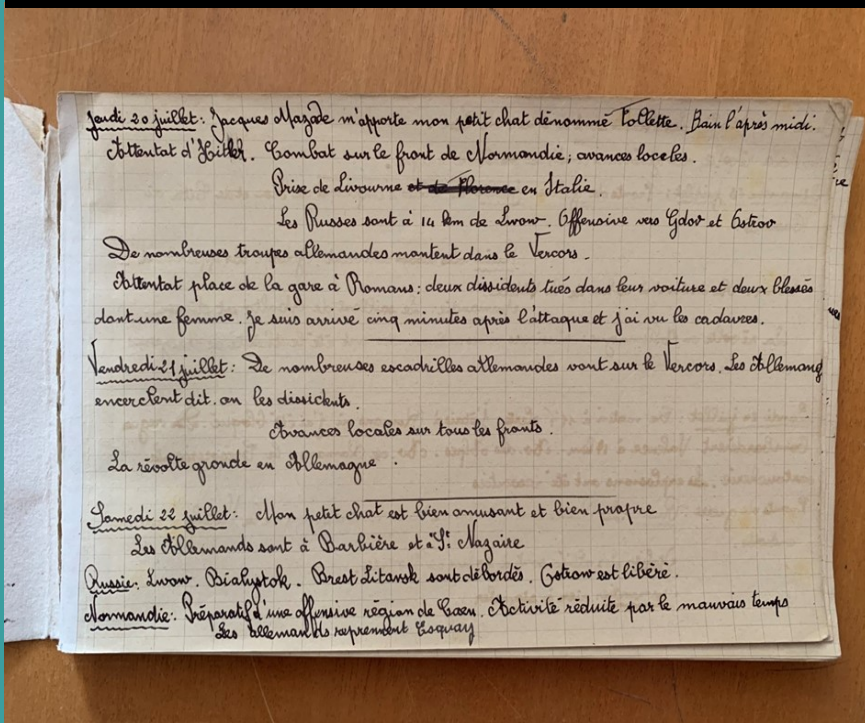 Jeudi 20 juillet : Jacques Mazade m'apporte mon petit chat dénommé Follette. Bain l'après midi.
Attentat d'Hitler. Combat sur le front de Normandie ; avances locales.
Prise de Livourne et de Florence en Italie.
Les Russes sont à 14 km de Lwow. Offensive vers Gdov et Ostrov
De nombreuses troupes allemandes montent dans le Vercors.
Attentat place de la gare à Romans : deux dissidents tués dans leur voiture et deux blessés
dont une femme. Je suis arrivé cinq minutes après l'attaque et j'ai vu les cadavres.
Vendredi 21 juillet : De nombreuses escadrilles allemandes vont sur le Vercors. Les Allemand
encerclent dit. on les dissidents.
Avances locales sur tous les fronts.
La révolte gronde en Allemagne.
Samedi 22 juillet : Mon petit chat est bien amusant et bien propre
Les Allemands sont à Barbière et à St Nazaire
Russie. Lwow. Bialystok. Brest Litowsk sont débordés. Ostrow est libéré.
Normandie : Préparatif d'une offensive région de Caen. Activité réduite par le mauvais temps
Les allemands reprennent Esquay